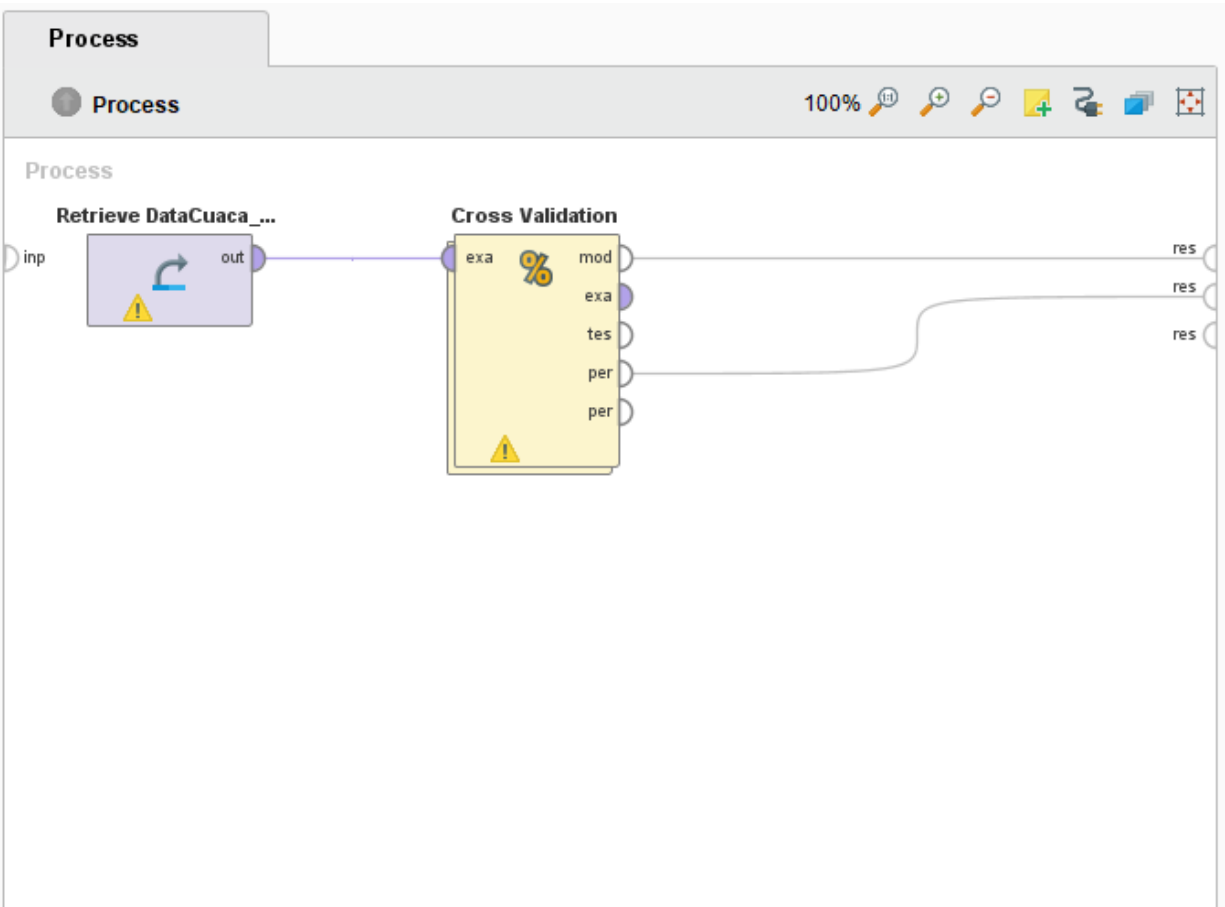 Process
Process
100%
Process
Retrieve DataCuaca_...
Cross Validation
inp
out
exa
%
mod
res
exa
res
tes
res
per
per